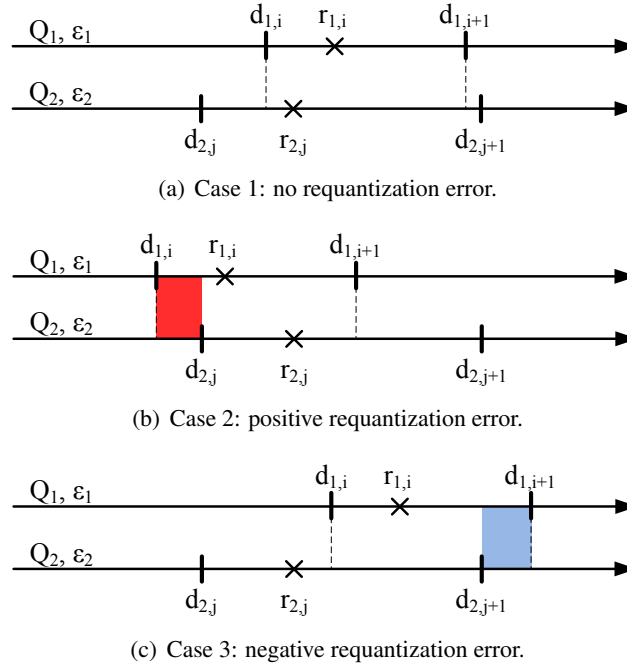 d1,i r1,i d1,i+1
Q1, ε1
Q2, ε2
d2,j r2,j d2,j+1
(a) Case 1: no requantization error.
d1,i r1,i d1,i+1
Q1, ε1
Q2, ε2
d2,j r2,j d2,j+1
(b) Case 2: positive requantization error.
d1,i r1,i d1,i+1
Q1, ε1
Q2, ε2
d2,j r2,j d2,j+1
(c) Case 3: negative requantization error.